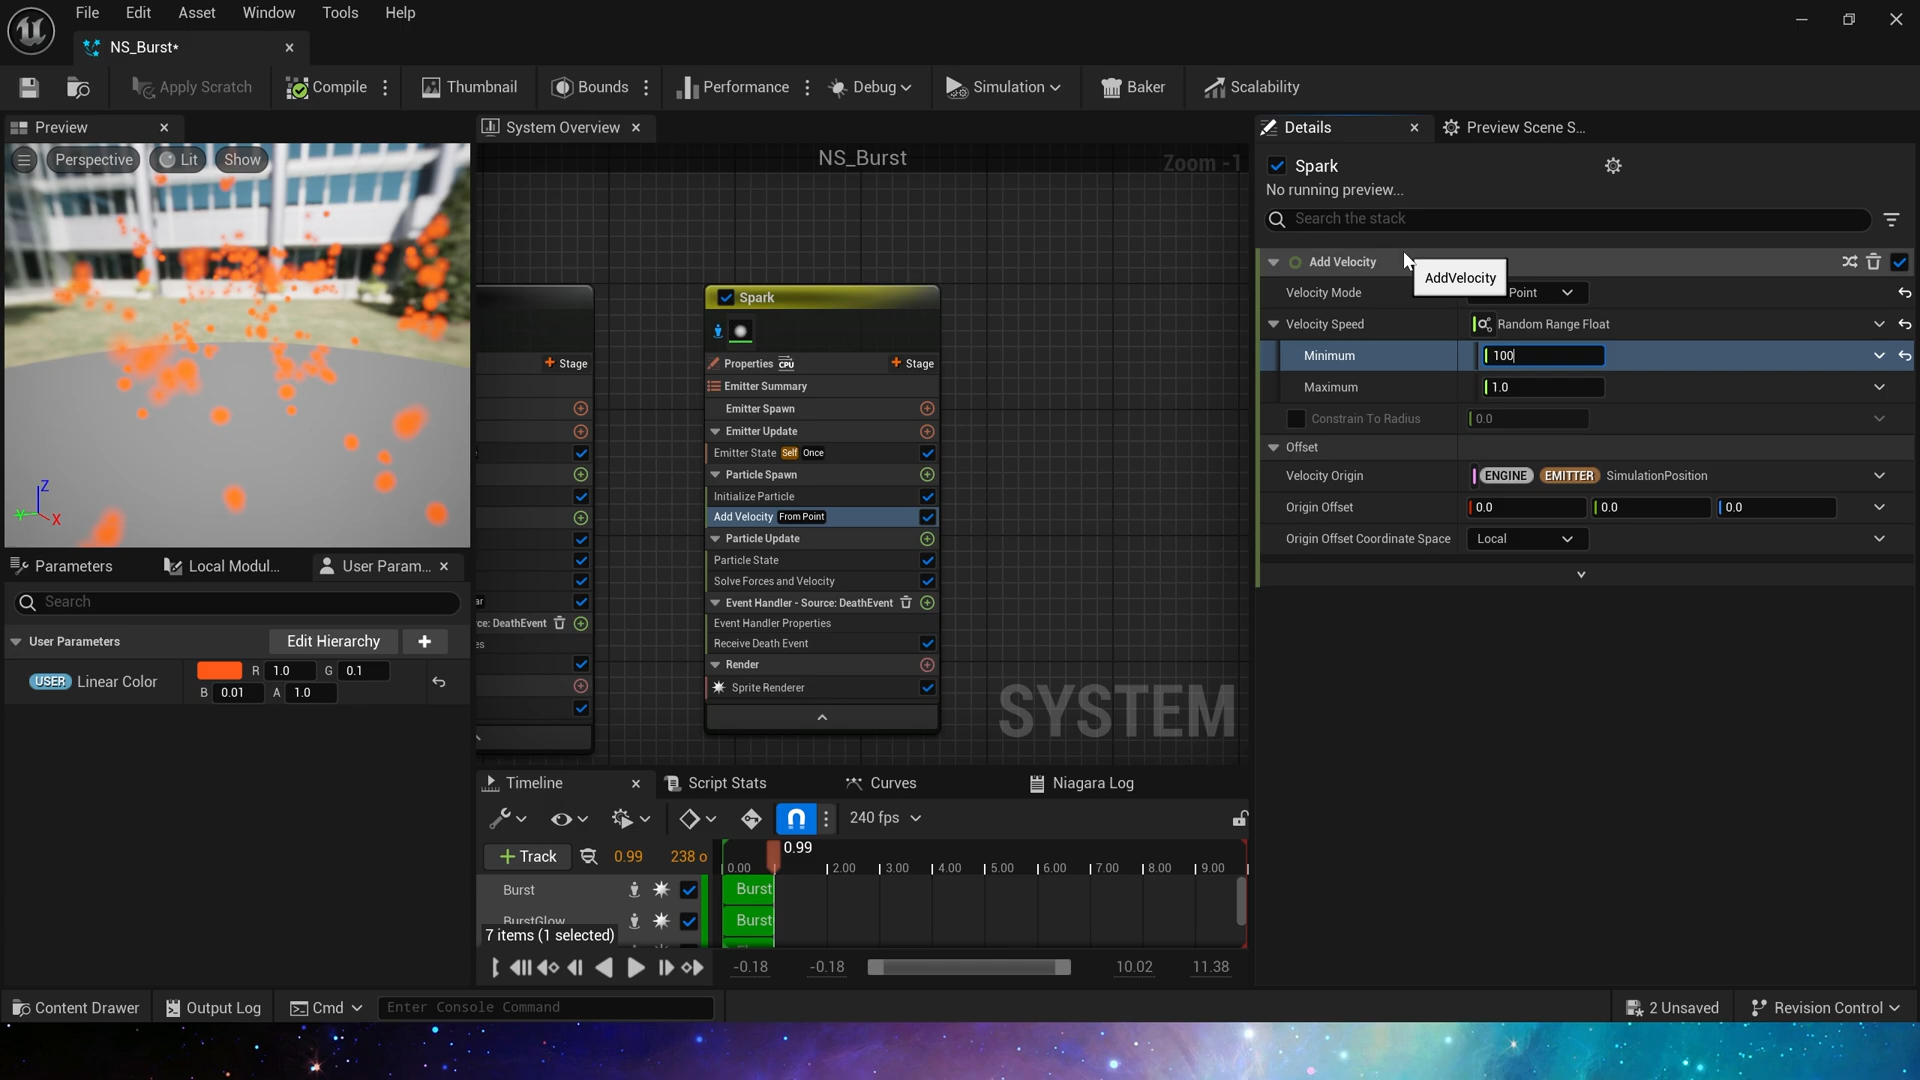 File Edit Asset Window Tools Help
NS_Burst*
Apply Scratch Compile Thumbnail Bounds Performance Debug Simulation Baker Scalability
Preview
Perspective Lit Show
Z
Y X
Parameters Local Modul... User Param...
Search
User Parameters Edit Hierarchy
USER Linear Color R 1.0 G 0.1
B 0.01 A 1.0
System Overview
NS_Burst Zoom -1
Stage
ce: DeathEvent
Spark
Properties CPU Stage
Emitter Summary
Emitter Spawn
Emitter Update
Emitter State Self Once
Particle Spawn
Initialize Particle
Add Velocity From Point
Particle Update
Particle State
Solve Forces and Velocity
Event Handler - Source: DeathEvent
Event Handler Properties
Receive Death Event
Render
Sprite Renderer
SYSTEM
Timeline Script Stats Curves Niagara Log
240 fps
Track 0.99 238 o
0.99
0.00 2.00 3.00 4.00 5.00 6.00 7.00 8.00 9.00
Burst Burst
BurstGlow Burst
7 items (1 selected)
-0.18 -0.18 10.02 11.38
Details Preview Scene S...
Spark
No running preview...
Search the stack
Add Velocity
AddVelocity
Velocity Mode Point
Velocity Speed Random Range Float
Minimum 100
Maximum 1.0
Constrain To Radius 0.0
Offset
Velocity Origin ENGINE EMITTER SimulationPosition
Origin Offset 0.0 0.0 0.0
Origin Offset Coordinate Space Local
Content Drawer Output Log Cmd Enter Console Command 2 Unsaved Revision Control